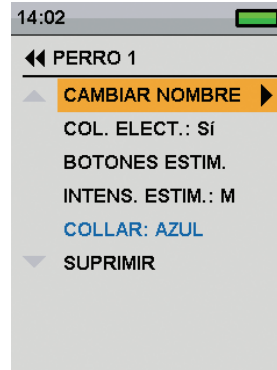 14:02
PERRO 1
CAMBIAR NOMBRE
COL. ELECT.: Sí
BOTONES ESTIM.
INTENS. ESTIM.: M
COLLAR: AZUL
SUPRIMIR